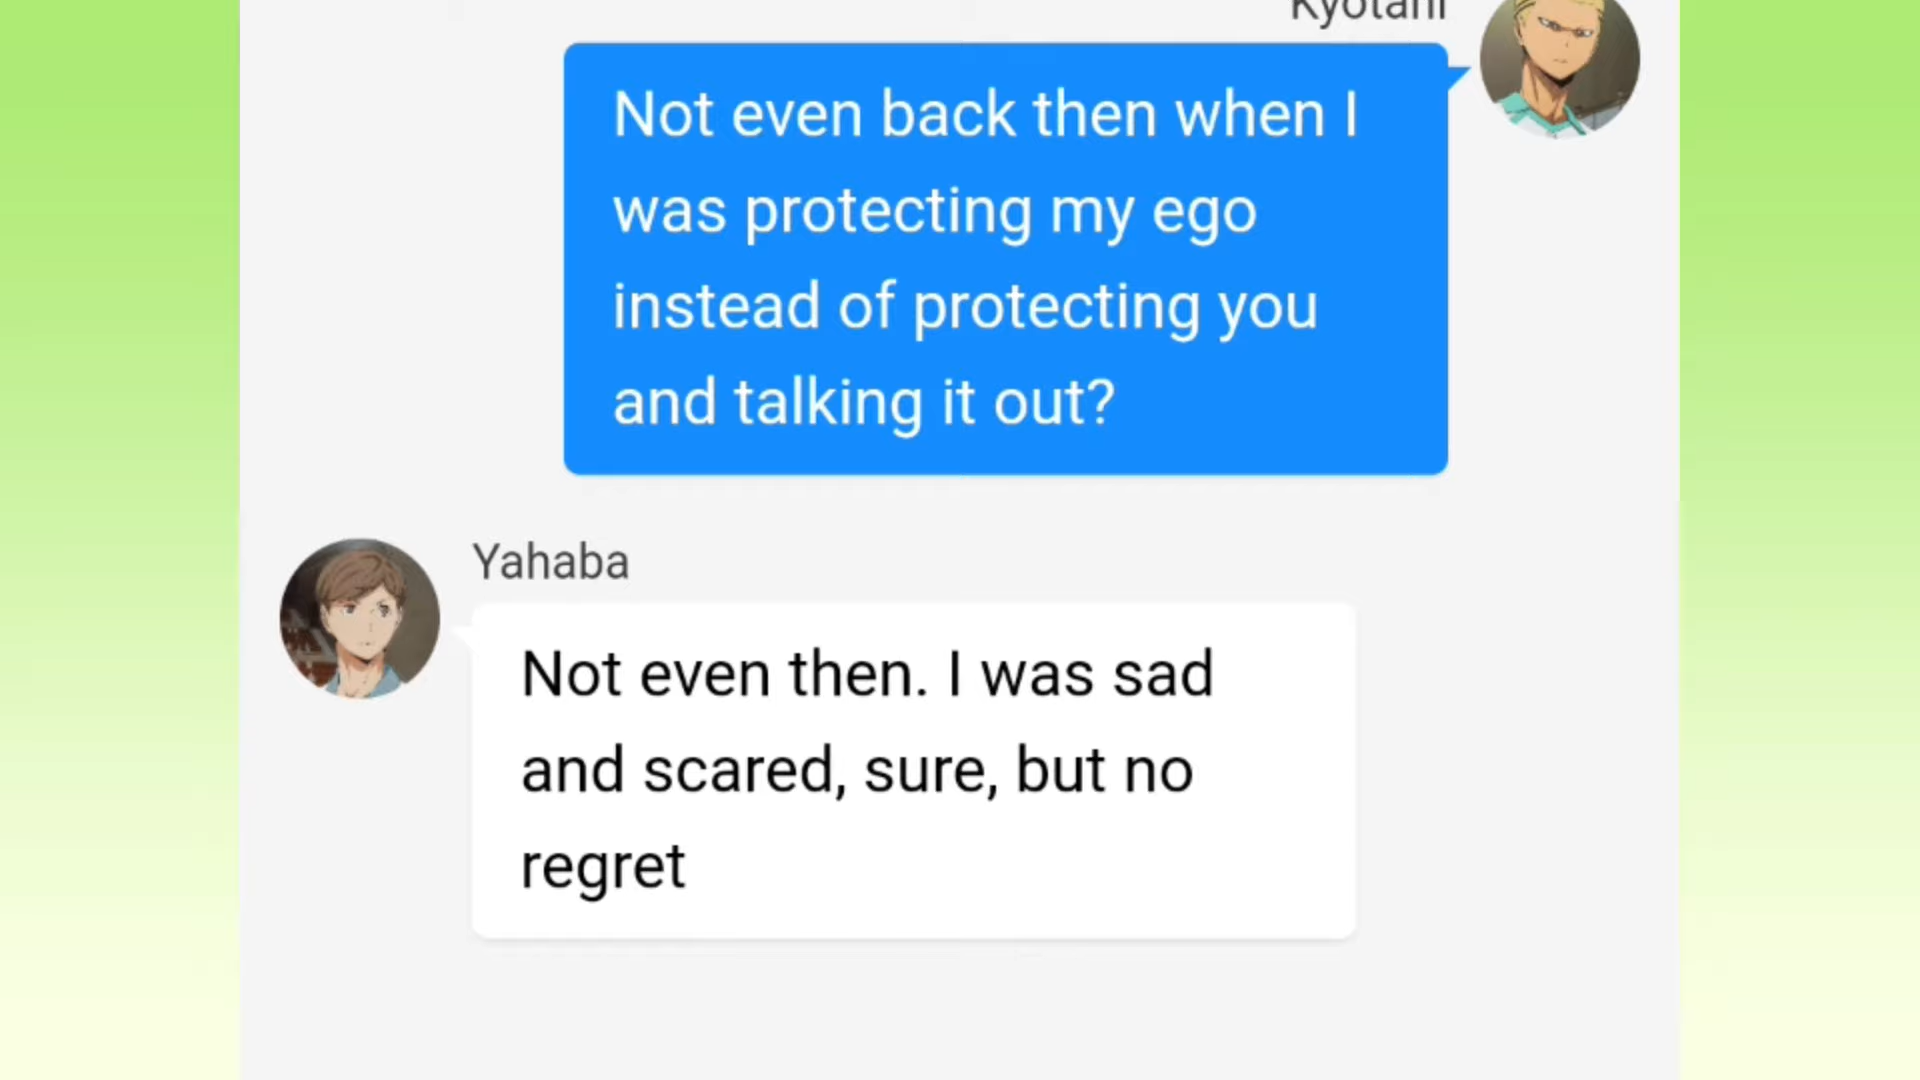 Kyotani
Not even back then when I
was protecting my ego
instead of protecting you
and talking it out?
Yahaba
Not even then. I was sad
and scared, sure, but no
regret